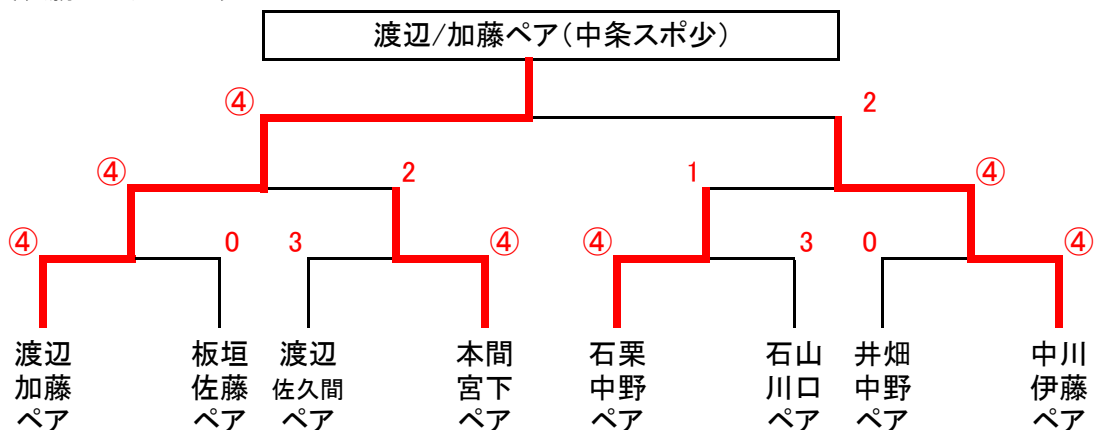 渡辺/加藤ペア(中条スポ少)
④ 2
④ 2 1 ④
④ 0 3 ④ ④ 3 0 ④
渡辺 板垣 渡辺 本間 石栗 石山 井畑 中川
加藤 佐藤 佐久間 宮下 中野 川口 中野 伊藤
ペア ペア ペア ペア ペア ペア ペア ペア